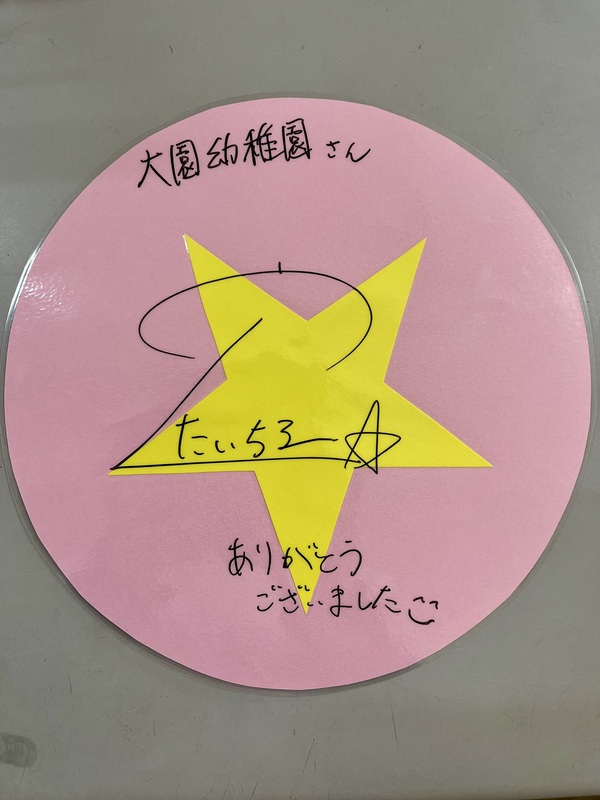 大園幼稚園さん
たいちろー
ありがとう
ございました